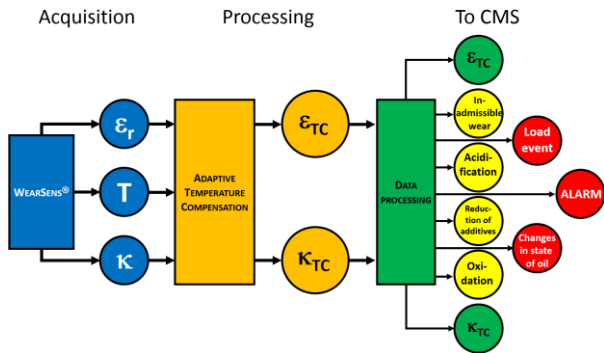 Acquisition
Processing
To CMS
WEARSENS®
εr
T
κ
ADAPTIVE
TEMPERATURE
COMPENSATION
εTC
κTC
DATA
PROCESSING
εTC
In-
admissible
wear
Load
event
Acidi-
fication
ALARM
Reduc-
tion of
additives
Changes
in state
of oil
Oxi-
dation
κTC